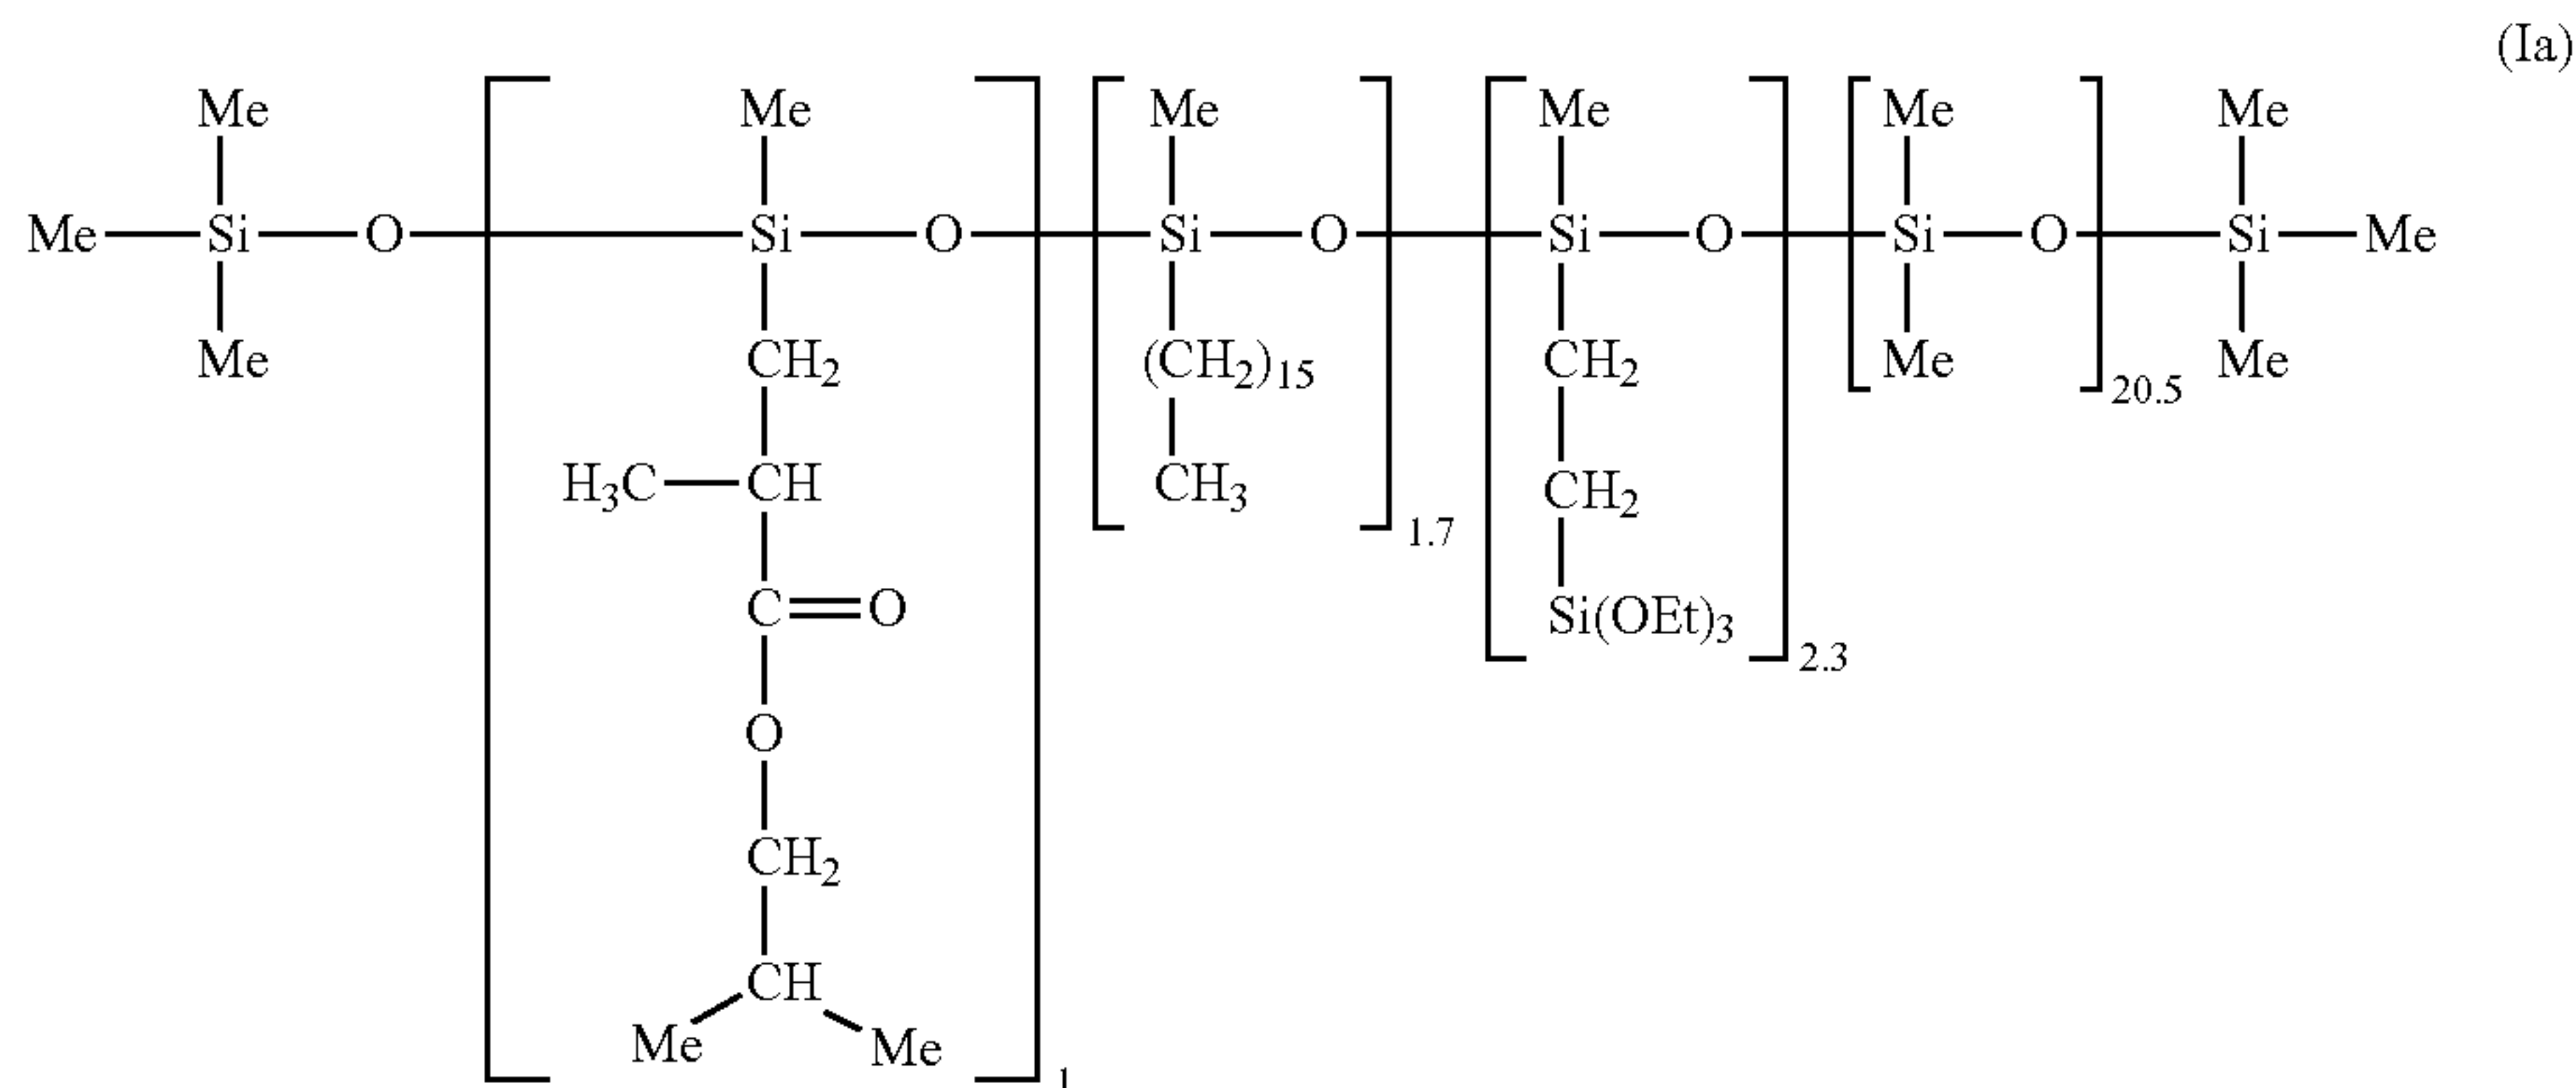 (Ia)
Me Me Me Me Me Me
Me—Si—O—Si—O—Si—O—Si—O—Si—O—Si—Me
Me CH2 (CH2)15 CH2 Me Me
20.5
H3C—CH CH3 CH2
1.7
C=O Si(OEt)3
2.3
O
CH2
CH
Me Me
1